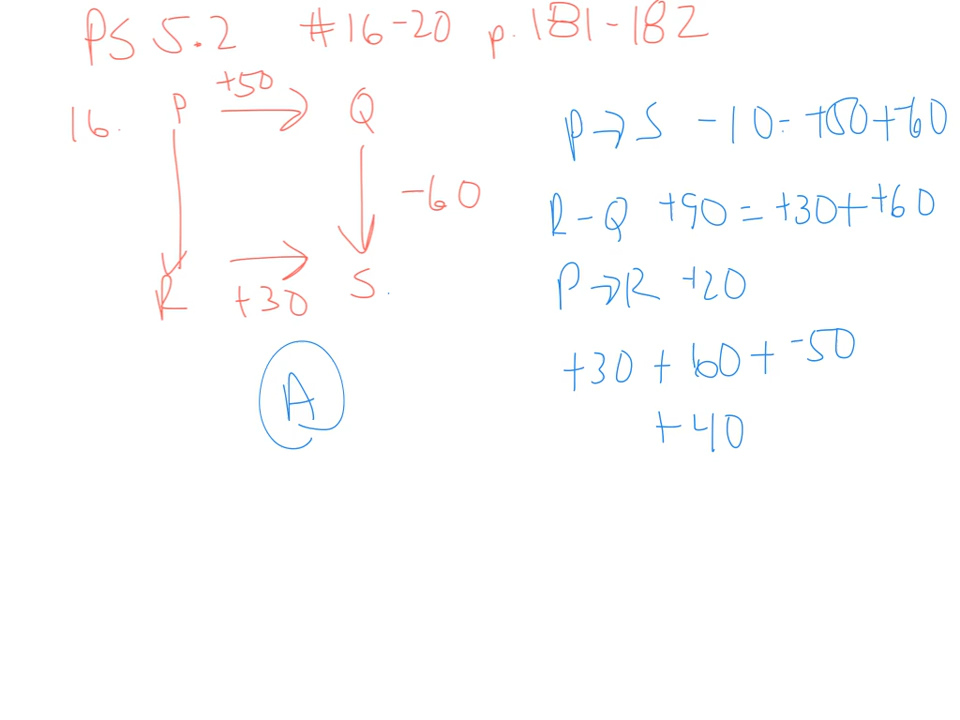 PS 5.2 #16-20 p. 181-182
16. P +50 Q
-60
R +30 S.
A
P → S -10 = +50 + -60
R - Q +90 = +30 + +60
P → R +20
+30 + 60 + -50
+40